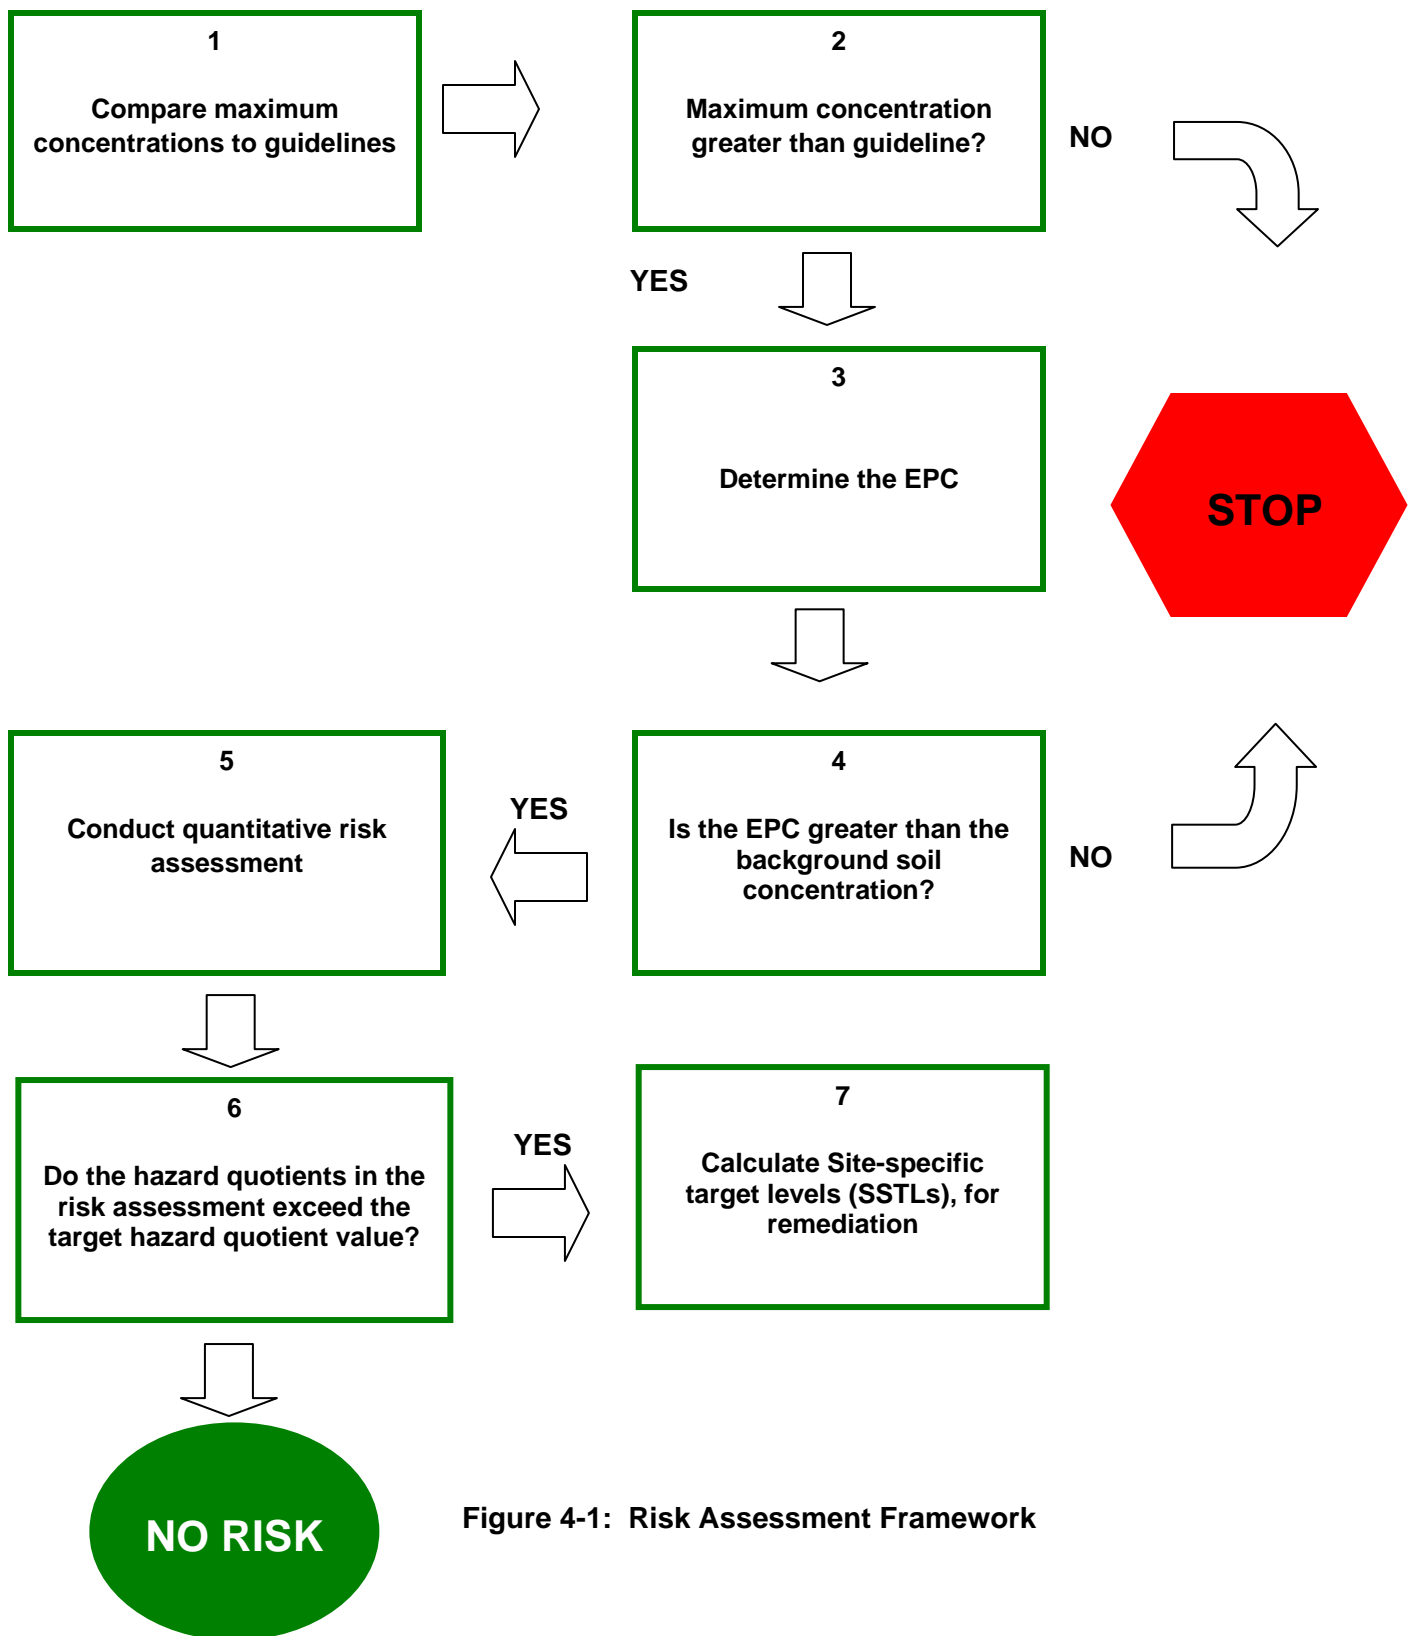 1
Compare maximum
concentrations to guidelines
2
Maximum concentration
greater than guideline?
NO
YES
3
Determine the EPC
STOP
4
Is the EPC greater than the
background soil
concentration?
NO
YES
5
Conduct quantitative risk
assessment
6
Do the hazard quotients in the
risk assessment exceed the
target hazard quotient value?
YES
7
Calculate Site-specific
target levels (SSTLs), for
remediation
NO RISK
Figure 4-1: Risk Assessment Framework